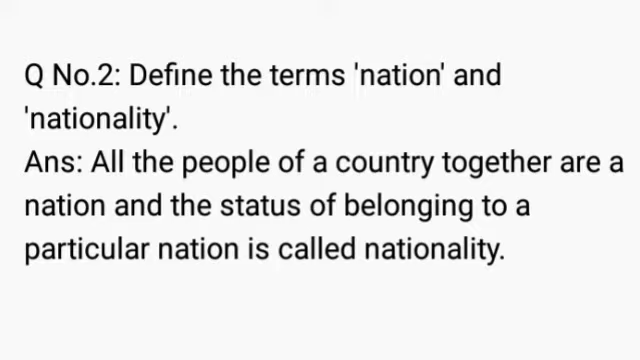 Q No.2: Define the terms 'nation' and
'nationality'.
Ans: All the people of a country together are a
nation and the status of belonging to a
particular nation is called nationality.